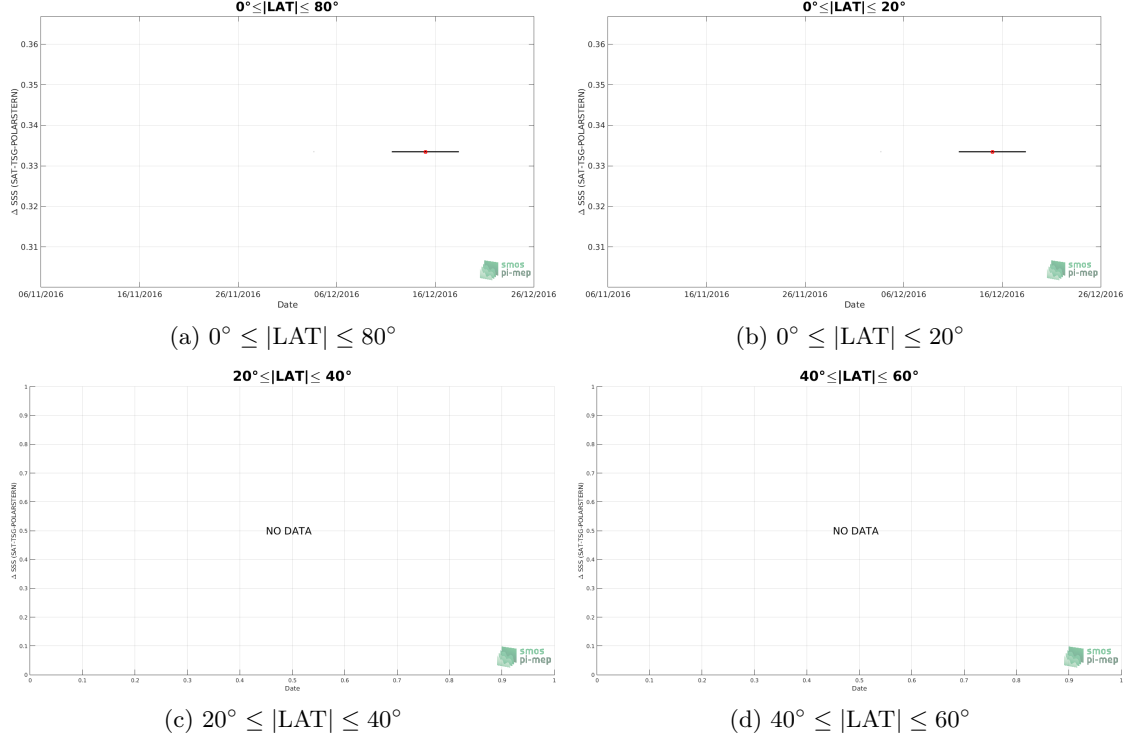 0°≤|LAT|≤ 80°
Δ SSS (SAT-TSG-POLARSTERN)
0.36
0.35
0.34
0.33
0.32
0.31
06/11/2016 16/11/2016 26/11/2016 06/12/2016 16/12/2016 26/12/2016
Date
smos
pi-mep
(a) 0° ≤ |LAT| ≤ 80°
0°≤|LAT|≤ 20°
Δ SSS (SAT-TSG-POLARSTERN)
0.36
0.35
0.34
0.33
0.32
0.31
06/11/2016 16/11/2016 26/11/2016 06/12/2016 16/12/2016 26/12/2016
Date
smos
pi-mep
(b) 0° ≤ |LAT| ≤ 20°
20°≤|LAT|≤ 40°
Δ SSS (SAT-TSG-POLARSTERN)
1
0.9
0.8
0.7
0.6
0.5
0.4
0.3
0.2
0.1
0
NO DATA
0 0.1 0.2 0.3 0.4 0.5 0.6 0.7 0.8 0.9 1
Date
smos
pi-mep
(c) 20° ≤ |LAT| ≤ 40°
40°≤|LAT|≤ 60°
Δ SSS (SAT-TSG-POLARSTERN)
1
0.9
0.8
0.7
0.6
0.5
0.4
0.3
0.2
0.1
0
NO DATA
0 0.1 0.2 0.3 0.4 0.5 0.6 0.7 0.8 0.9 1
Date
smos
pi-mep
(d) 40° ≤ |LAT| ≤ 60°